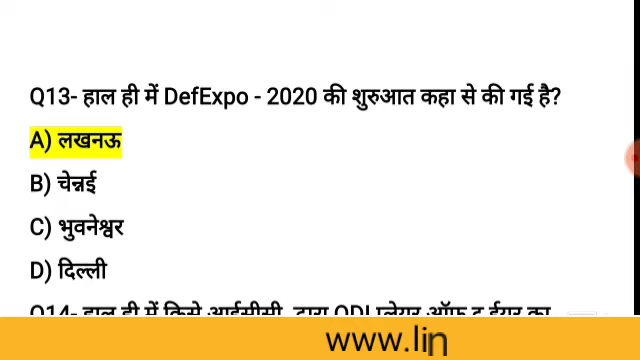 Q13- हाल ही में DefExpo - 2020 की शुरुआत कहा से की गई है?
A) लखनऊ
B) चेन्नई
C) भुवनेश्वर
D) दिल्ली
Q14- हाल ही में किसे आईसीसी द्वारा ODI प्लेयर ऑफ द ईयर का
www.lin